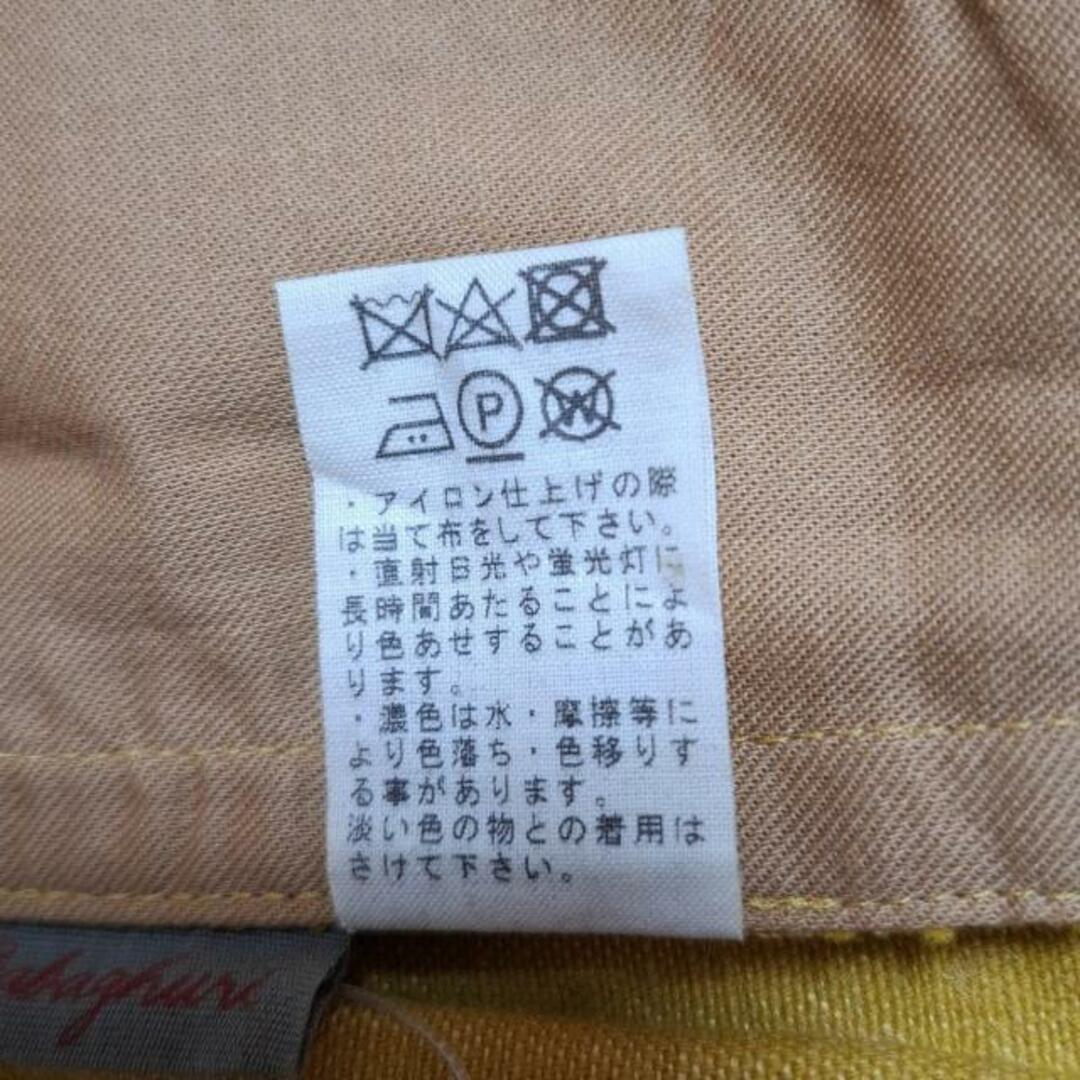 P
W
・アイロン仕上げの際
は当て布をして下さい。
・直射日光や蛍光灯に
長時間あたることによ
り色あせすることがあ
ります。
・濃色は水・摩擦等に
より色落ち・色移りす
る事があります。
淡い色の物との着用は
さけて下さい。
Babaghuri